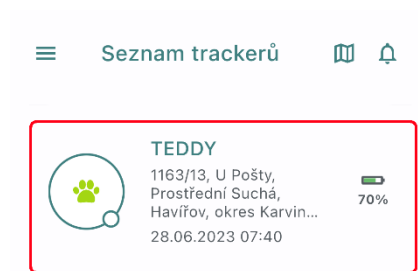 Seznam trackerů
TEDDY
1163/13, U Pošty,
Prostřední Suchá,
Havířov, okres Karvin...
70%
28.06.2023 07:40